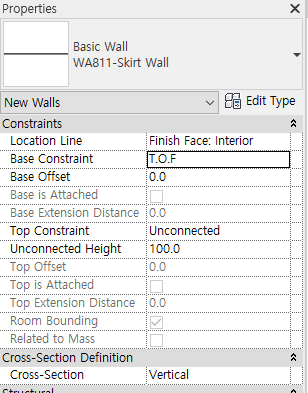 Properties
Basic Wall
WA811-Skirt Wall
New Walls Edit Type
Constraints
Location Line Finish Face: Interior
Base Constraint T.O.F
Base Offset 0.0
Base is Attached
Base Extension Distance 0.0
Top Constraint Unconnected
Unconnected Height 100.0
Top Offset 0.0
Top is Attached
Top Extension Distance 0.0
Room Bounding
Related to Mass
Cross-Section Definition
Cross-Section Vertical
Structural